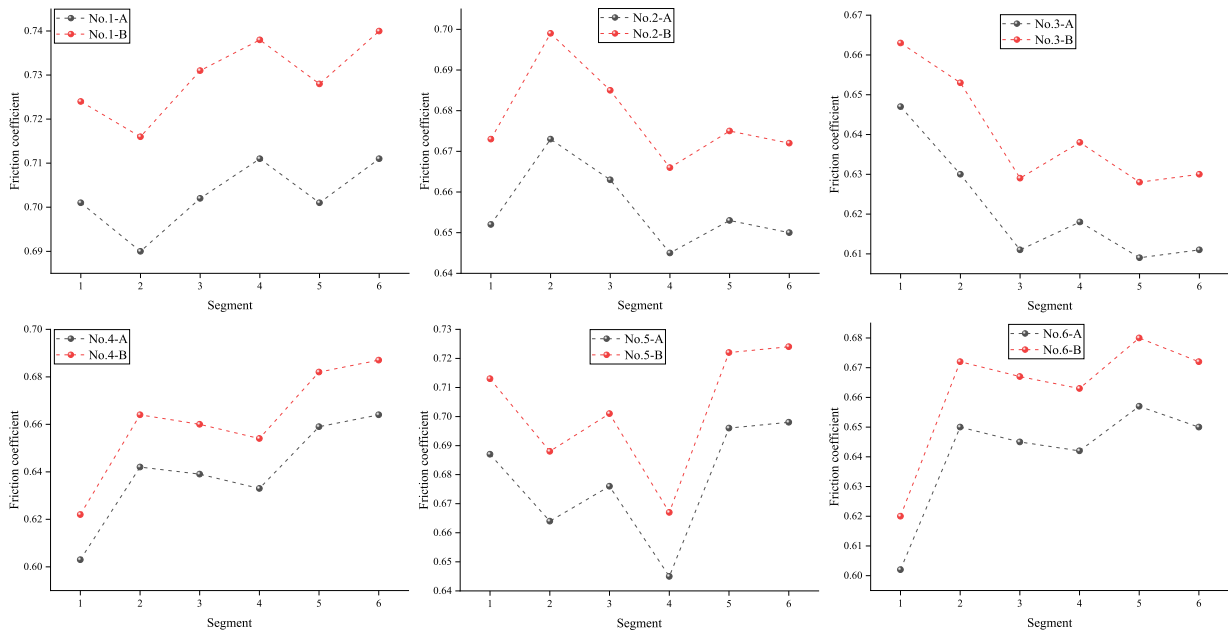 No.1-A
No.1-B
0.74
0.73
0.72
0.71
0.70
0.69
Friction coefficient
1 2 3 4 5 6
Segment
No.2-A
No.2-B
0.70
0.69
0.68
0.67
0.66
0.65
0.64
Friction coefficient
1 2 3 4 5 6
Segment
No.3-A
No.3-B
0.67
0.66
0.65
0.64
0.63
0.62
0.61
Friction coefficient
1 2 3 4 5 6
Segment
No.4-A
No.4-B
0.70
0.68
0.66
0.64
0.62
0.60
Friction coefficient
1 2 3 4 5 6
Segment
No.5-A
No.5-B
0.73
0.72
0.71
0.70
0.69
0.68
0.67
0.66
0.65
0.64
Friction coefficient
1 2 3 4 5 6
Segment
No.6-A
No.6-B
0.68
0.67
0.66
0.65
0.64
0.63
0.62
0.61
0.60
Friction coefficient
1 2 3 4 5 6
Segment